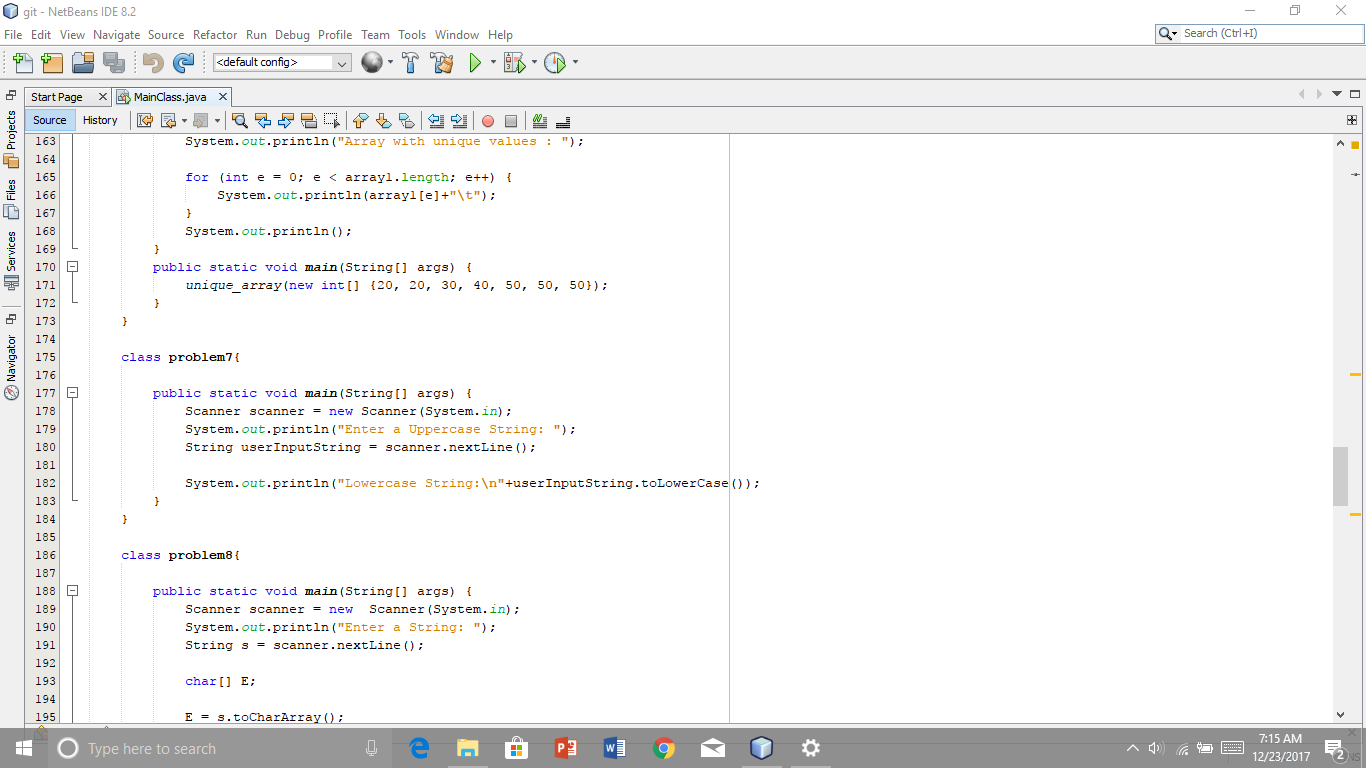 git - NetBeans IDE 8.2
File Edit View Navigate Source Refactor Run Debug Profile Team Tools Window Help
Search (Ctrl+I)
<default config>
Start Page
MainClass.java
Source History
Projects
Files
Services
Navigator
163 System.out.println("Array with unique values : ");
164
165 for (int e = 0; e < array1.length; e++) {
166 System.out.println(array1[e]+"\t");
167 }
168 System.out.println();
169 }
170 public static void main(String[] args) {
171 unique_array(new int[] {20, 20, 30, 40, 50, 50, 50});
172 }
173 }
174
175 class problem7{
176
177 public static void main(String[] args) {
178 Scanner scanner = new Scanner(System.in);
179 System.out.println("Enter a Uppercase String: ");
180 String userInputString = scanner.nextLine();
181
182 System.out.println("Lowercase String:\n"+userInputString.toLowerCase());
183 }
184 }
185
186 class problem8{
187
188 public static void main(String[] args) {
189 Scanner scanner = new  Scanner(System.in);
190 System.out.println("Enter a String: ");
191 String s = scanner.nextLine();
192
193 char[] E;
194
195 E = s.toCharArray();
Type here to search
7:15 AM
12/23/2017
2